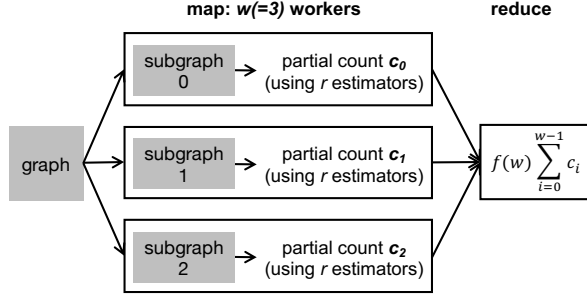 map: w(=3) workers
reduce
graph
subgraph
0
partial count c₀
(using r estimators)
subgraph
1
partial count c₁
(using r estimators)
subgraph
2
partial count c₂
(using r estimators)
f(w) ∑_{i=0}^{w−1} c_i